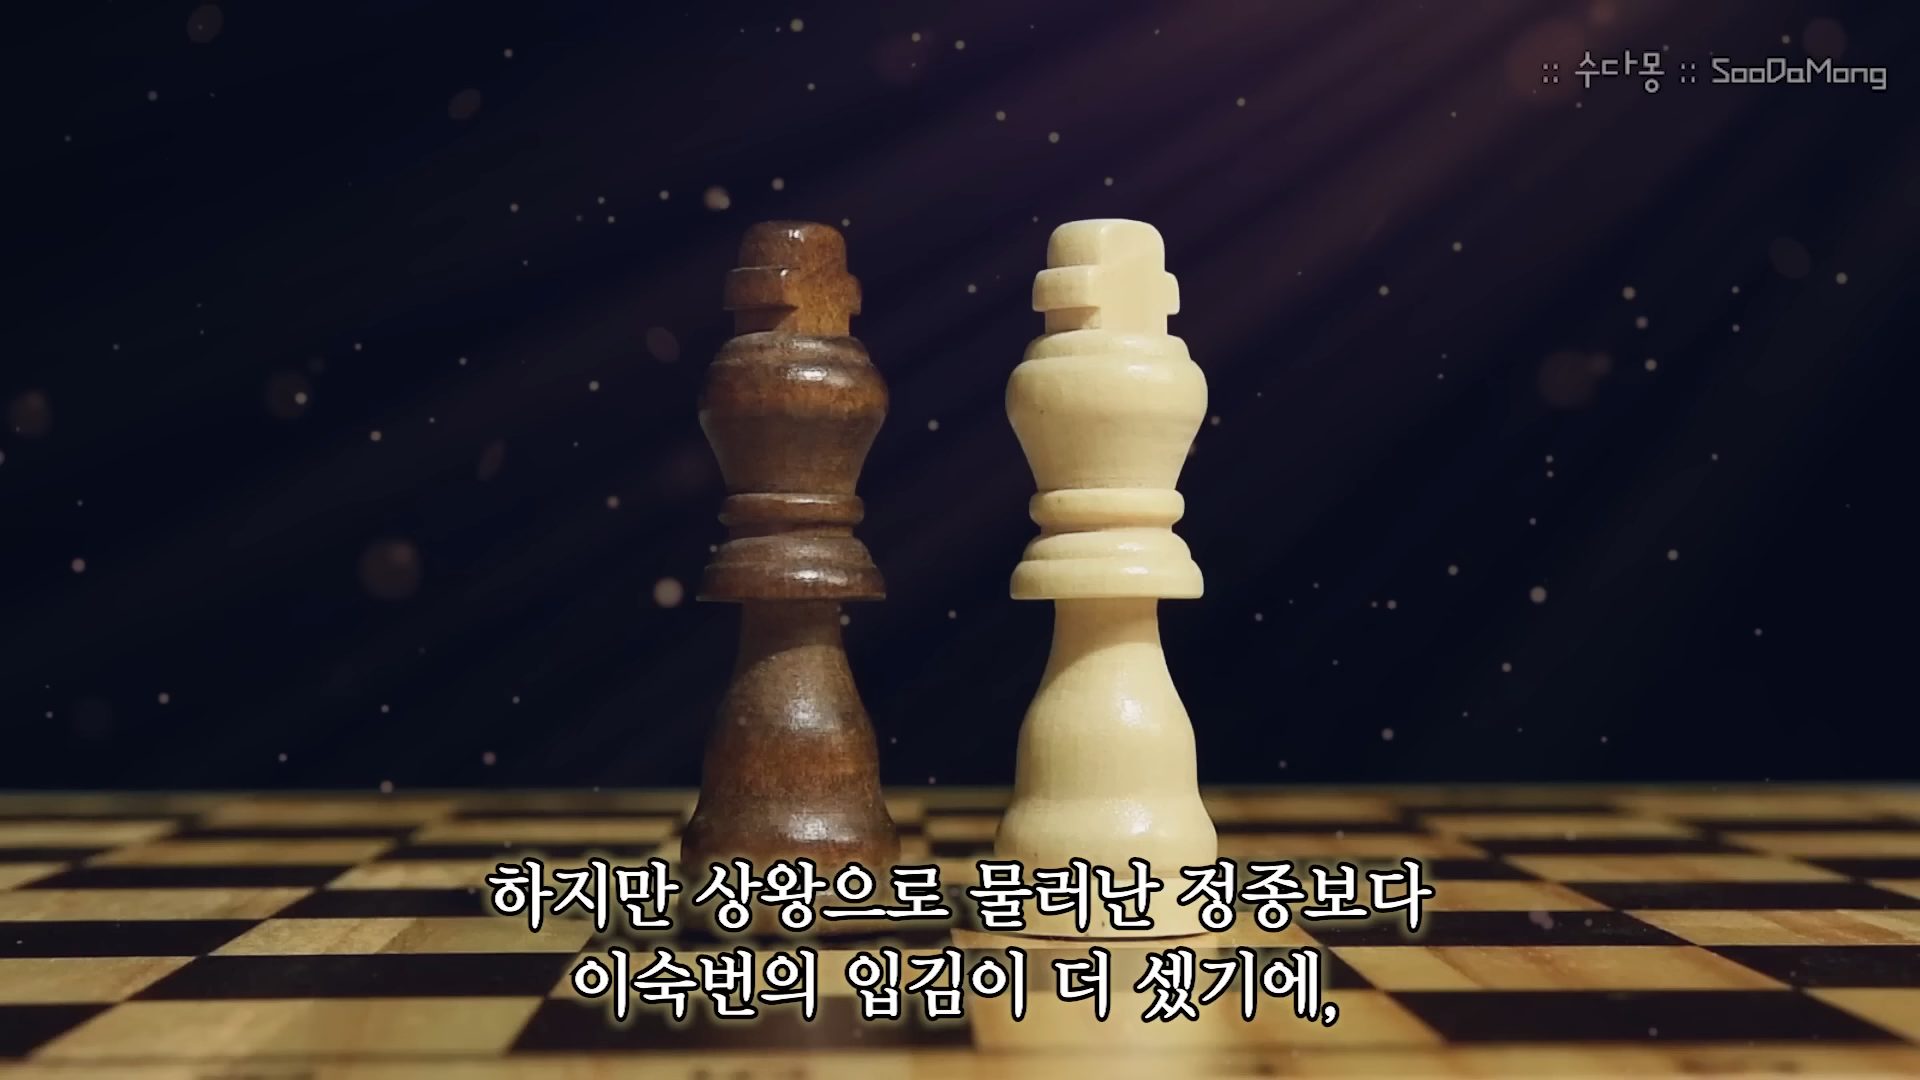 :: 수다몽 :: SooDaMong
하지만 상왕으로 물러난 정종보다
이숙번의 입김이 더 셌기에,